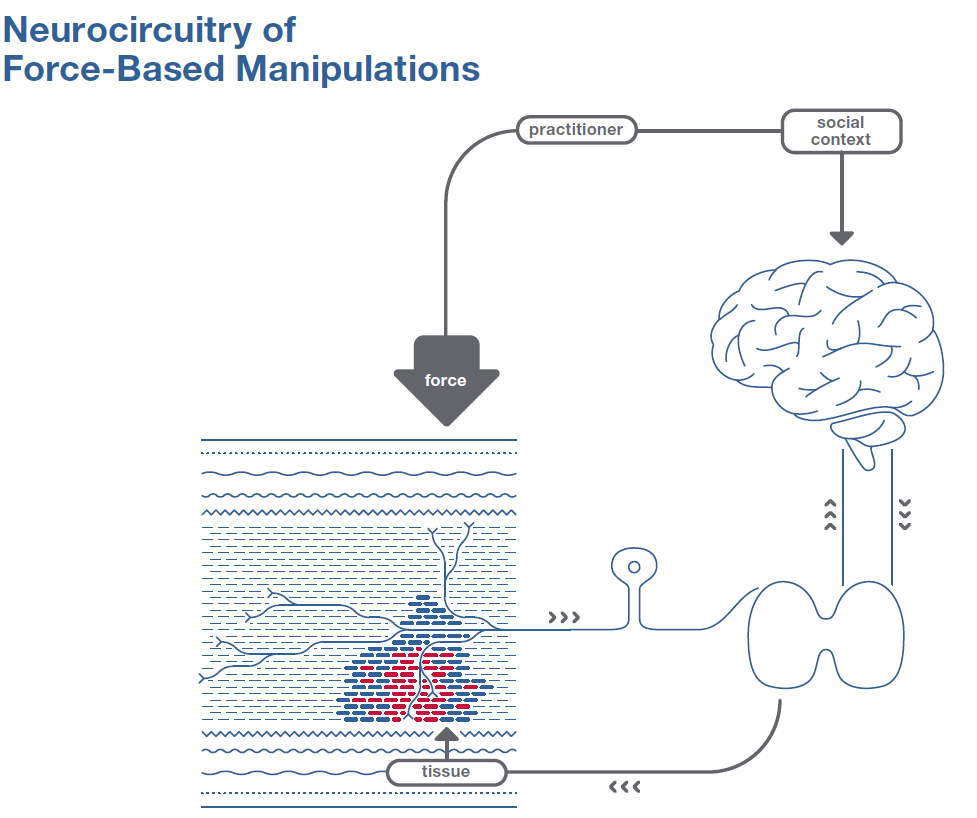 Neurocircuitry of
Force-Based Manipulations
practitioner
social
context
force
tissue